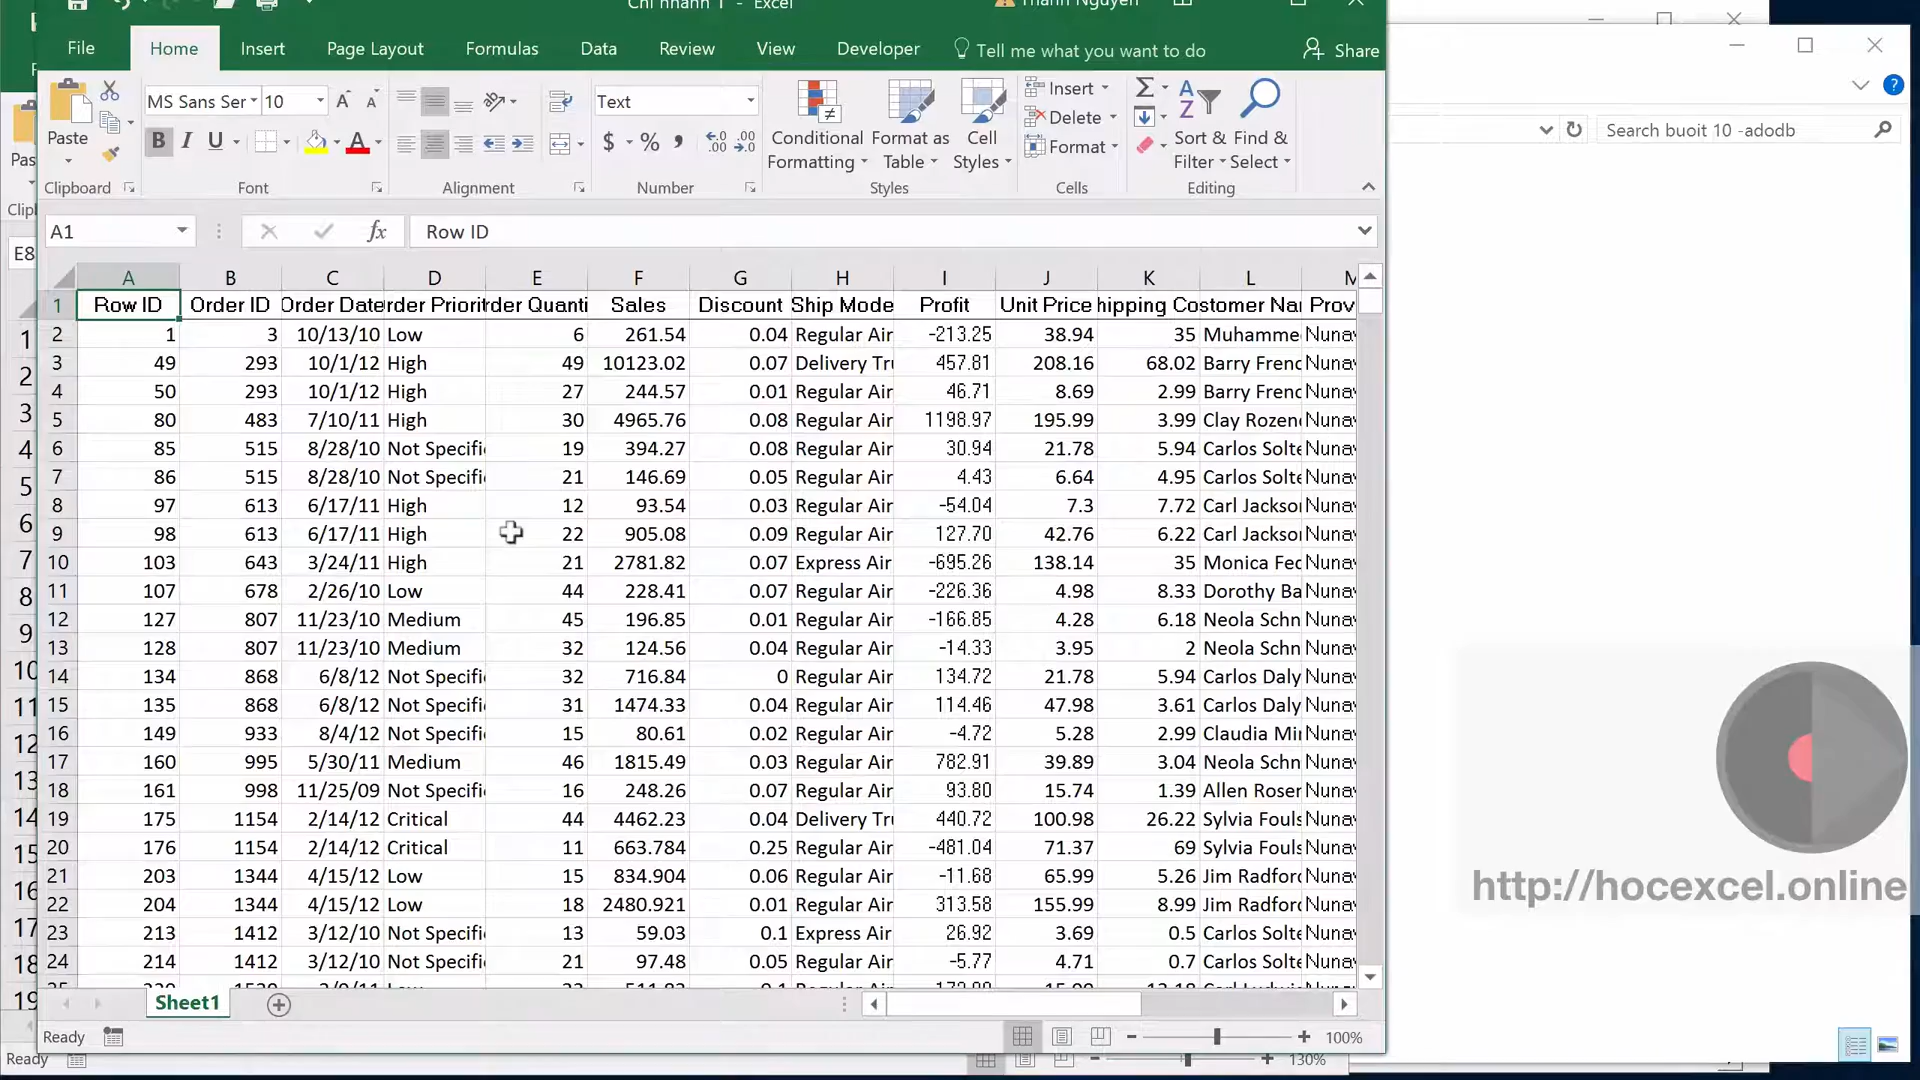 Chi nhanh 1 - Excel
Thanh Nguyen
File Home Insert Page Layout Formulas Data Review View Developer Tell me what you want to do Share
Paste
MS Sans Ser 10
B I U A
Text
$ % ,
Conditional Formatting
Format as Table
Cell Styles
Insert
Delete
Format
Sort & Filter
Find & Select
Clipboard Font Alignment Number Styles Cells Editing
Search buoit 10 -adodb
Pas
Clip
E8
A1 fx Row ID
A B C D E F G H I J K L M
1 Row ID Order ID Order Date rder Priorit rder Quanti Sales Discount Ship Mode Profit Unit Price hipping Co stomer Nar Prov
2 1 3 10/13/10 Low 6 261.54 0.04 Regular Air -213.25 38.94 35 Muhamme Nuna
3 49 293 10/1/12 High 49 10123.02 0.07 Delivery Tr 457.81 208.16 68.02 Barry Frenc Nuna
4 50 293 10/1/12 High 27 244.57 0.01 Regular Air 46.71 8.69 2.99 Barry Frenc Nuna
5 80 483 7/10/11 High 30 4965.76 0.08 Regular Air 1198.97 195.99 3.99 Clay Rozen Nuna
6 85 515 8/28/10 Not Specifi 19 394.27 0.08 Regular Air 30.94 21.78 5.94 Carlos Solte Nuna
7 86 515 8/28/10 Not Specifi 21 146.69 0.05 Regular Air 4.43 6.64 4.95 Carlos Solte Nuna
8 97 613 6/17/11 High 12 93.54 0.03 Regular Air -54.04 7.3 7.72 Carl Jackso Nuna
9 98 613 6/17/11 High 22 905.08 0.09 Regular Air 127.70 42.76 6.22 Carl Jackso Nuna
10 103 643 3/24/11 High 21 2781.82 0.07 Express Air -695.26 138.14 35 Monica Fed Nuna
11 107 678 2/26/10 Low 44 228.41 0.07 Regular Air -226.36 4.98 8.33 Dorothy Ba Nuna
12 127 807 11/23/10 Medium 45 196.85 0.01 Regular Air -166.85 4.28 6.18 Neola Schn Nuna
13 128 807 11/23/10 Medium 32 124.56 0.04 Regular Air -14.33 3.95 2 Neola Schn Nuna
14 134 868 6/8/12 Not Specifi 32 716.84 0 Regular Air 134.72 21.78 5.94 Carlos Daly Nuna
15 135 868 6/8/12 Not Specifi 31 1474.33 0.04 Regular Air 114.46 47.98 3.61 Carlos Daly Nuna
16 149 933 8/4/12 Not Specifi 15 80.61 0.02 Regular Air -4.72 5.28 2.99 Claudia Mi Nuna
17 160 995 5/30/11 Medium 46 1815.49 0.03 Regular Air 782.91 39.89 3.04 Neola Schn Nuna
18 161 998 11/25/09 Not Specifi 16 248.26 0.07 Regular Air 93.80 15.74 1.39 Allen Rosen Nuna
19 175 1154 2/14/12 Critical 44 4462.23 0.04 Delivery Tr 440.72 100.98 26.22 Sylvia Fouls Nuna
20 176 1154 2/14/12 Critical 11 663.784 0.25 Regular Air -481.04 71.37 69 Sylvia Fouls Nuna
21 203 1344 4/15/12 Low 15 834.904 0.06 Regular Air -11.68 65.99 5.26 Jim Radford Nuna
22 204 1344 4/15/12 Low 18 2480.921 0.01 Regular Air 313.58 155.99 8.99 Jim Radford Nuna
23 213 1412 3/12/10 Not Specifi 13 59.03 0.1 Express Air 26.92 3.69 0.5 Carlos Solte Nuna
24 214 1412 3/12/10 Not Specifi 21 97.48 0.05 Regular Air -5.77 4.71 0.7 Carlos Solte Nuna
1
2
3
4
5
6
7
8
9
10
11
12
13
14
15
16
17
18
19
http://hocexcel.online
Sheet1
Ready 100%
Ready 130%